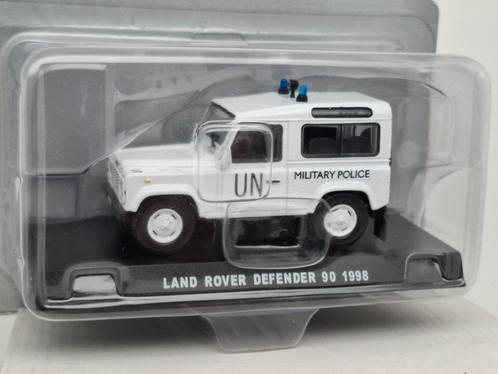 UN
MILITARY POLICE
LAND ROVER DEFENDER 90 1998